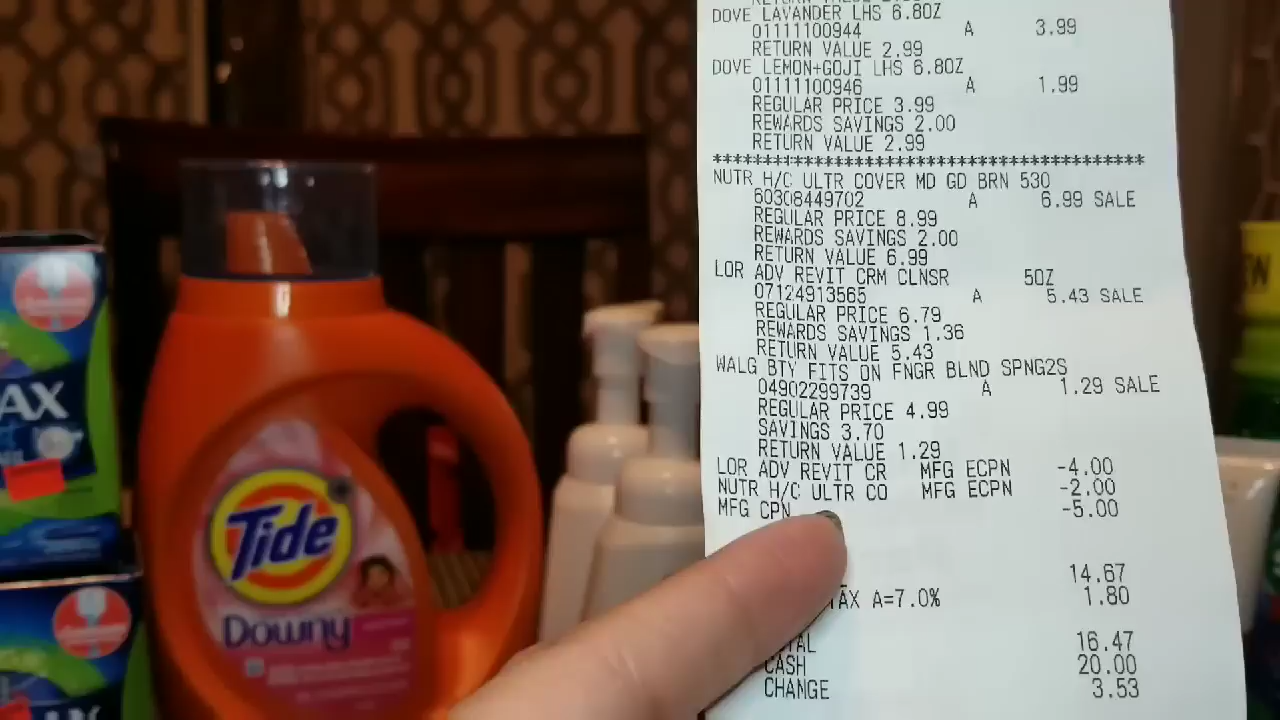 DOVE LAVANDER LHS 6.80Z
01111100944 A 3.99
RETURN VALUE 2.99
DOVE LEMON+GOJI LHS 6.80Z
01111100946 A 1.99
REGULAR PRICE 3.99
REWARDS SAVINGS 2.00
RETURN VALUE 2.99
****************************************
NUTR H/C ULTR COVER MD GD BRN 530
60308449702 A 6.99 SALE
REGULAR PRICE 8.99
REWARDS SAVINGS 2.00
RETURN VALUE 6.99
LOR ADV REVIT CRM CLNSR 50Z
07124913565 A 5.43 SALE
REGULAR PRICE 6.79
REWARDS SAVINGS 1.36
RETURN VALUE 5.43
WALG BTY FITS ON FNGR BLND SPNG2S
04902299739 A 1.29 SALE
REGULAR PRICE 4.99
SAVINGS 3.70
RETURN VALUE 1.29
LOR ADV REVIT CR MFG ECPN -4.00
NUTR H/C ULTR CO MFG ECPN -2.00
MFG CPN -5.00
14.67
TAX A=7.0% 1.80
TAL 16.47
CASH 20.00
CHANGE 3.53
Tide
Downy
AX